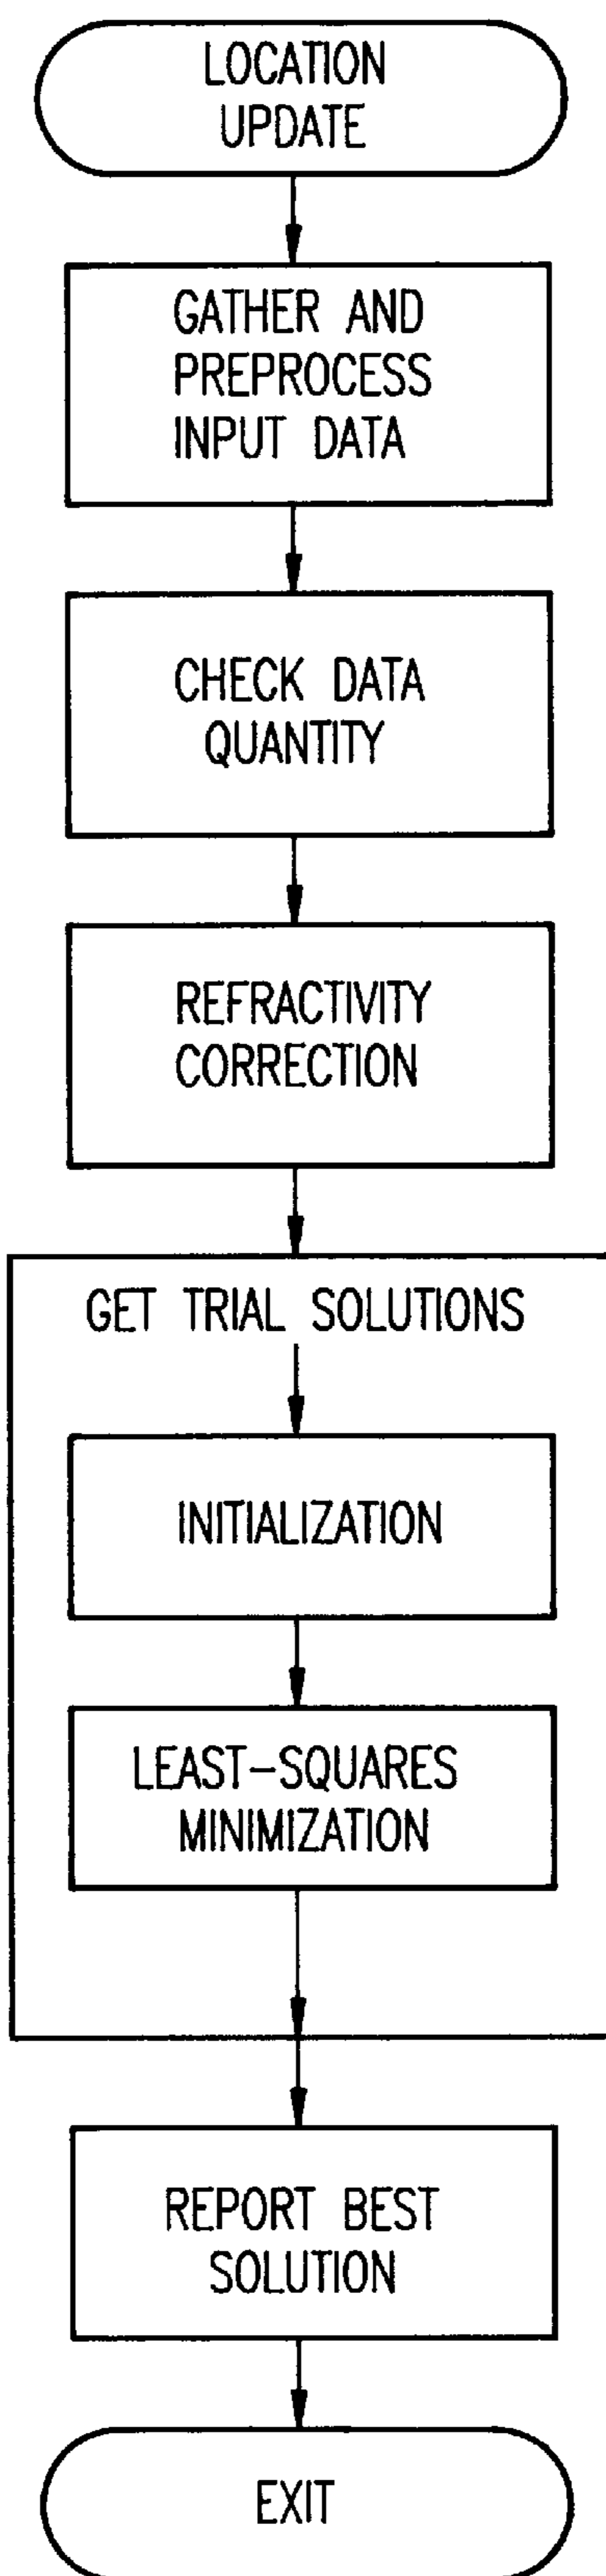 LOCATION
UPDATE
GATHER AND
PREPROCESS
INPUT DATA
CHECK DATA
QUANTITY
REFRACTIVITY
CORRECTION
GET TRIAL SOLUTIONS
INITIALIZATION
LEAST-SQUARES
MINIMIZATION
REPORT BEST
SOLUTION
EXIT